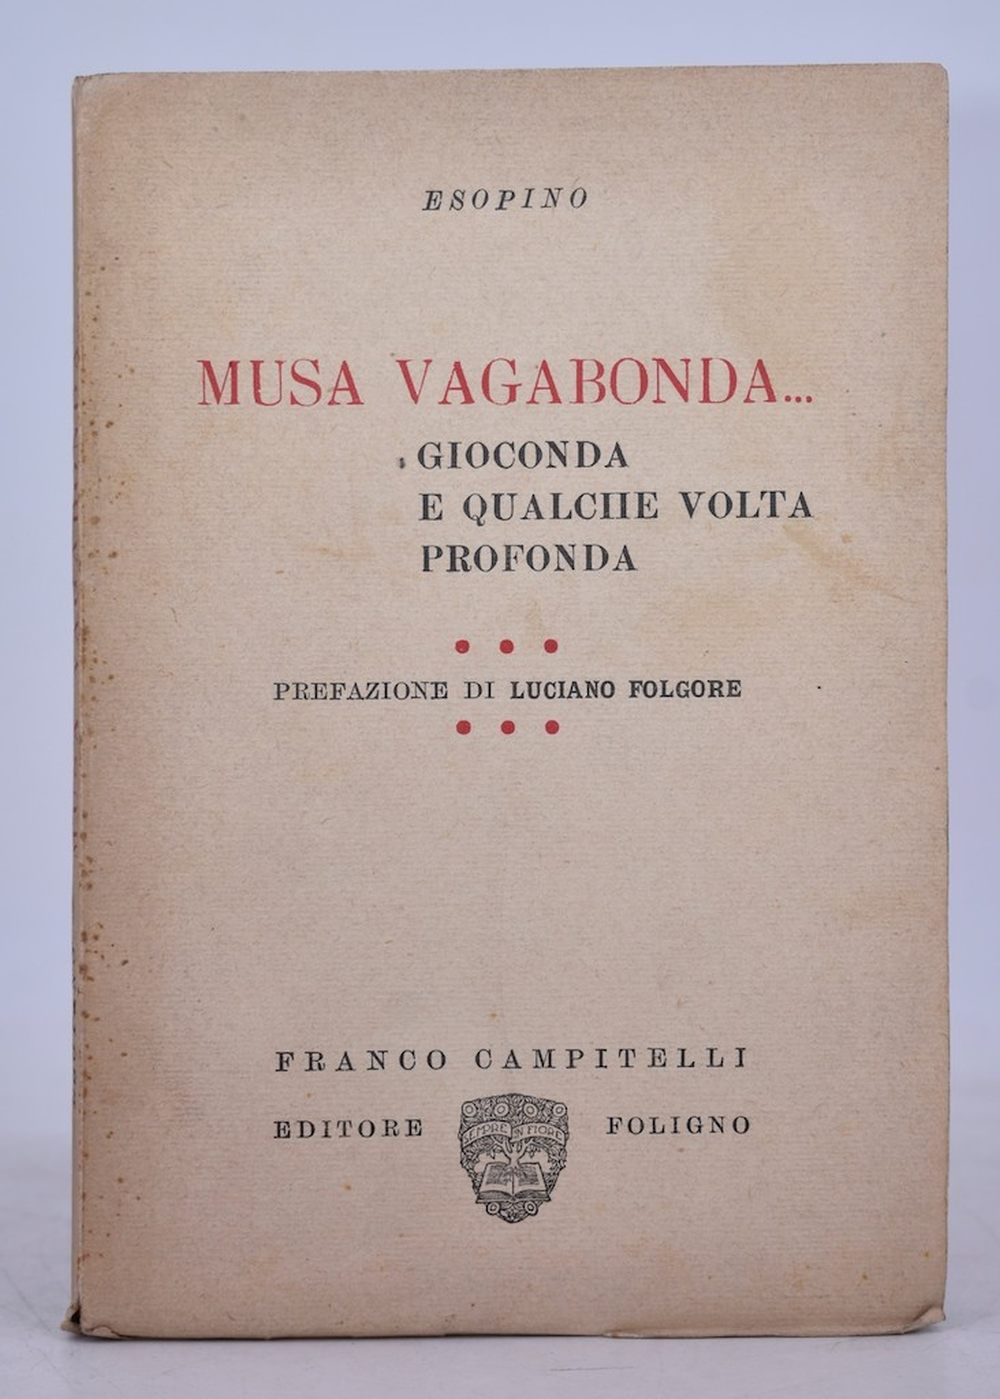 ESOPINO
MUSA VAGABONDA...
GIOCONDA
E QUALCHE VOLTA
PROFONDA
PREFAZIONE DI LUCIANO FOLGORE
FRANCO CAMPITELLI
EDITORE FOLIGNO
SEMPRE IN FIORE